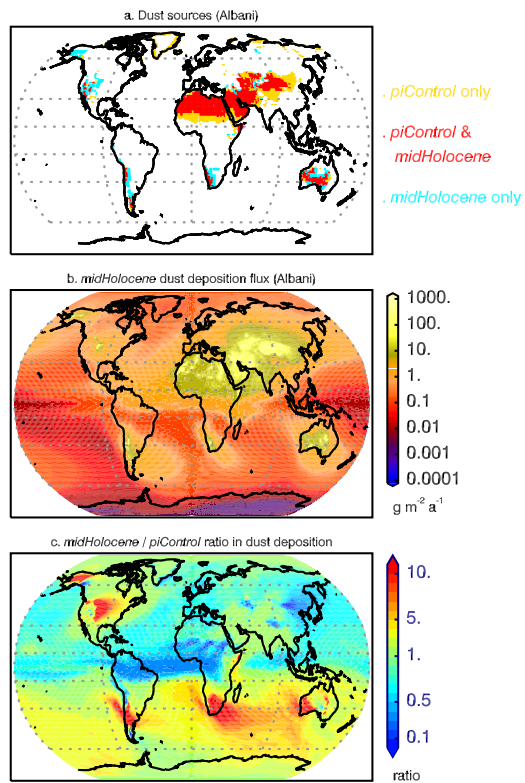 a. Dust sources (Albani)
. piControl only
. piControl &
midHolocene
. midHolocene only
b. midHolocene dust deposition flux (Albani)
1000.
100.
10.
1.
0.1
0.01
0.001
0.0001
g m⁻² a⁻¹
c. midHolocene / piControl ratio in dust deposition
10.
5.
1.
0.5
0.1
ratio